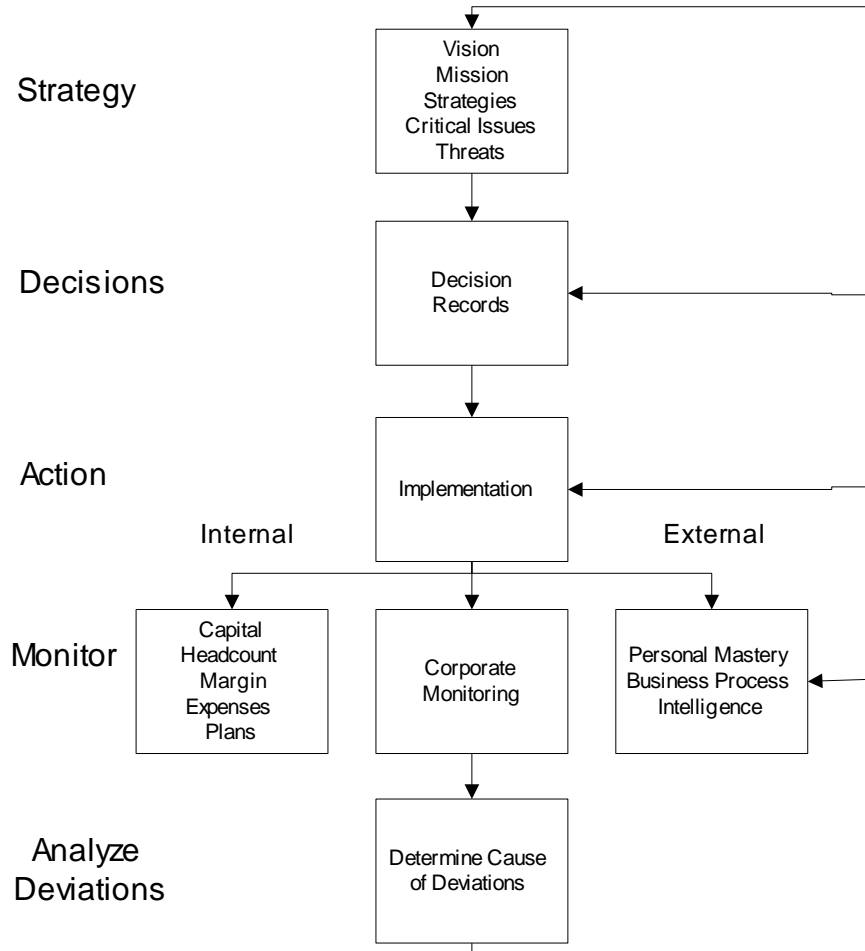 Strategy
Vision
Mission
Strategies
Critical Issues
Threats
Decisions
Decision
Records
Action
Implementation
Internal
External
Monitor
Capital
Headcount
Margin
Expenses
Plans
Corporate
Monitoring
Personal Mastery
Business Process
Intelligence
Analyze
Deviations
Determine Cause
of Deviations